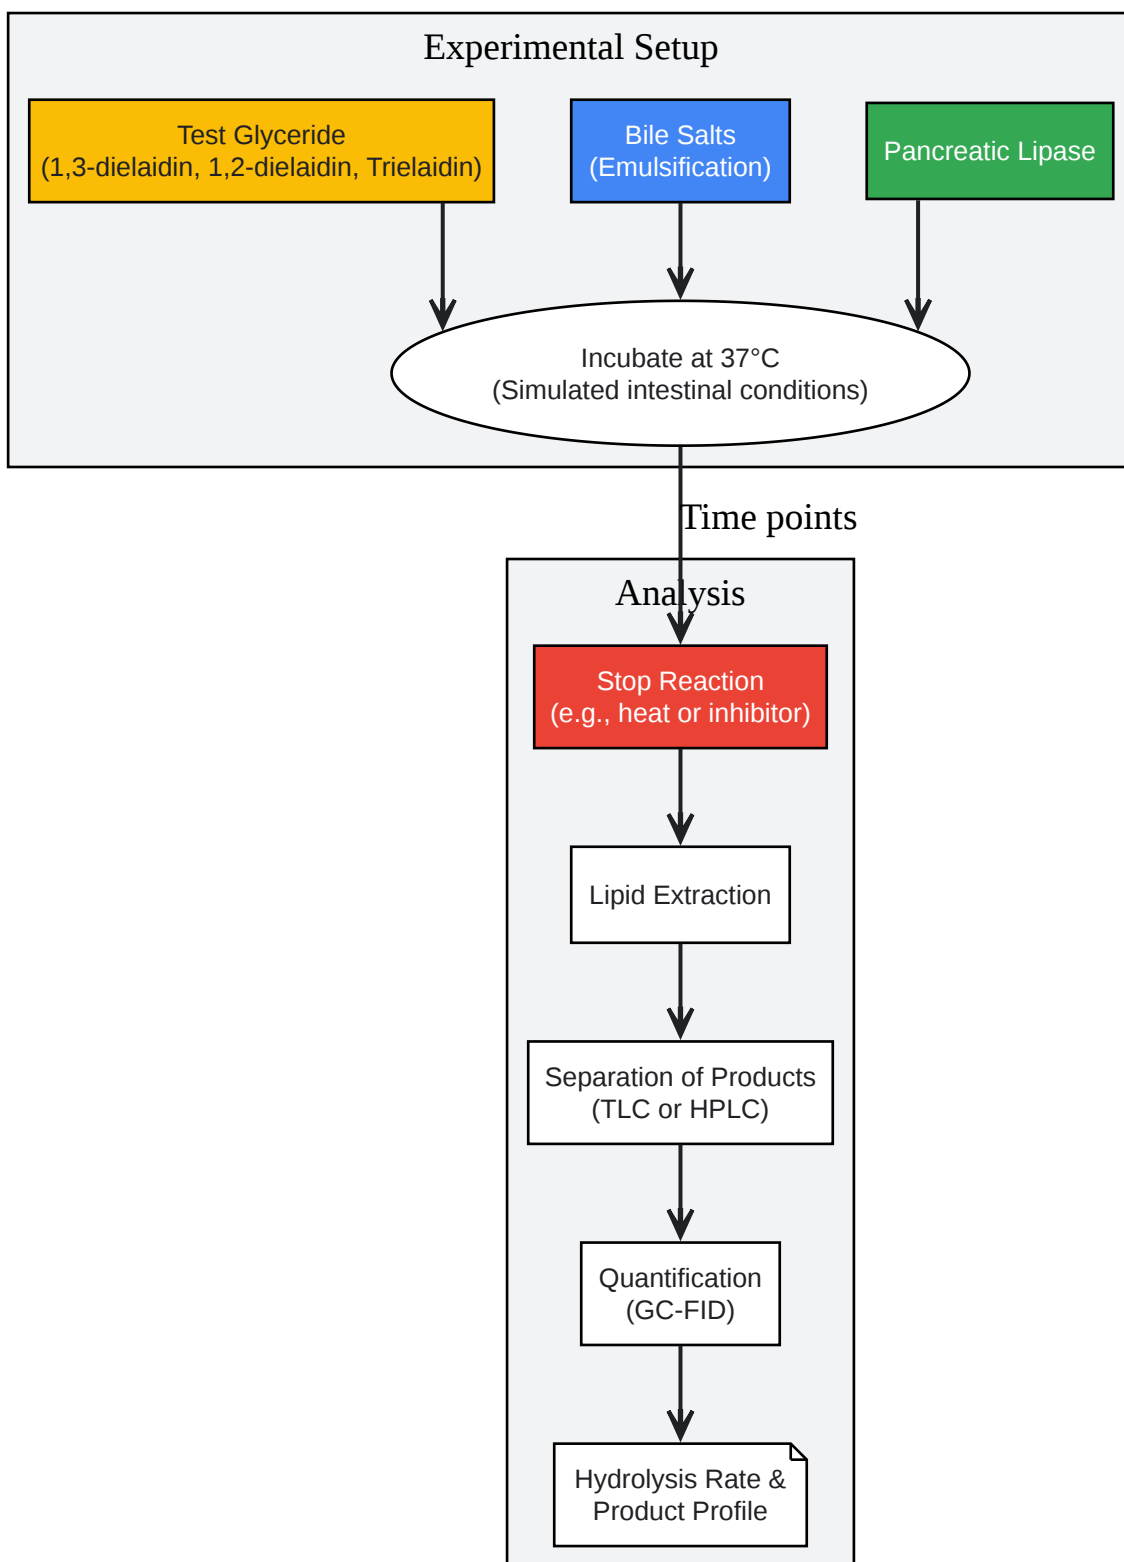 Experimental Setup
Test Glyceride
(1,3-dielaidin, 1,2-dielaidin, Trielaidin)
Bile Salts
(Emulsification)
Pancreatic Lipase
Incubate at 37°C
(Simulated intestinal conditions)
Time points
Analysis
Stop Reaction
(e.g., heat or inhibitor)
Lipid Extraction
Separation of Products
(TLC or HPLC)
Quantification
(GC-FID)
Hydrolysis Rate &
Product Profile